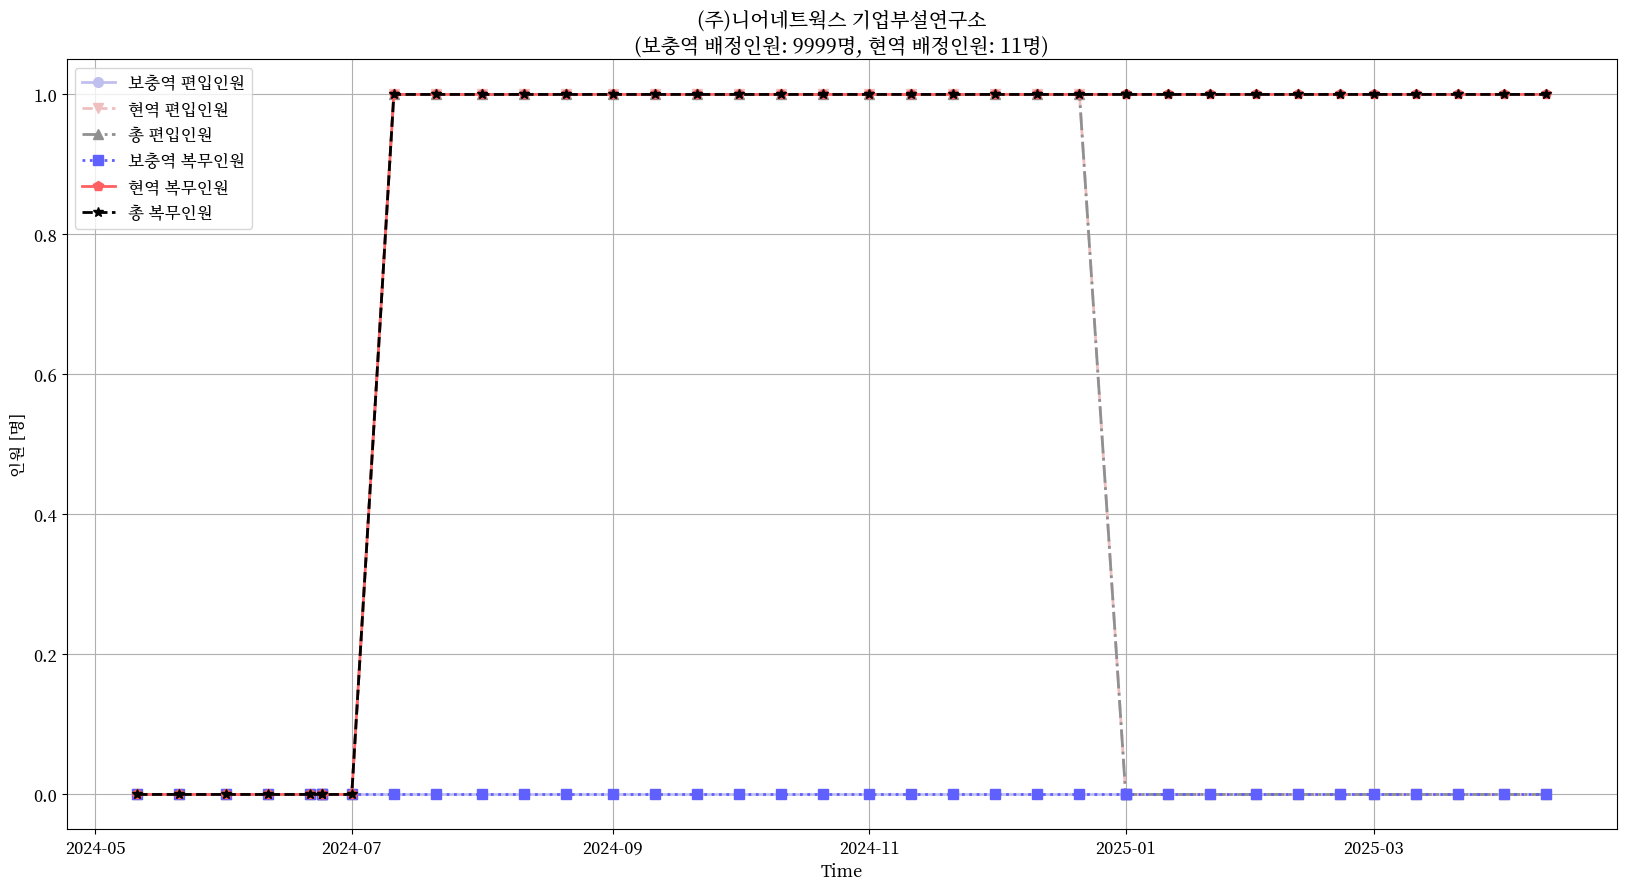 (주)니어네트웍스 기업부설연구소
(보충역 배정인원: 9999명, 현역 배정인원: 11명)
보충역 편입인원
현역 편입인원
총 편입인원
보충역 복무인원
현역 복무인원
총 복무인원
1.0
0.8
0.6
0.4
0.2
0.0
인원 [명]
2024-05
2024-07
2024-09
2024-11
2025-01
2025-03
Time